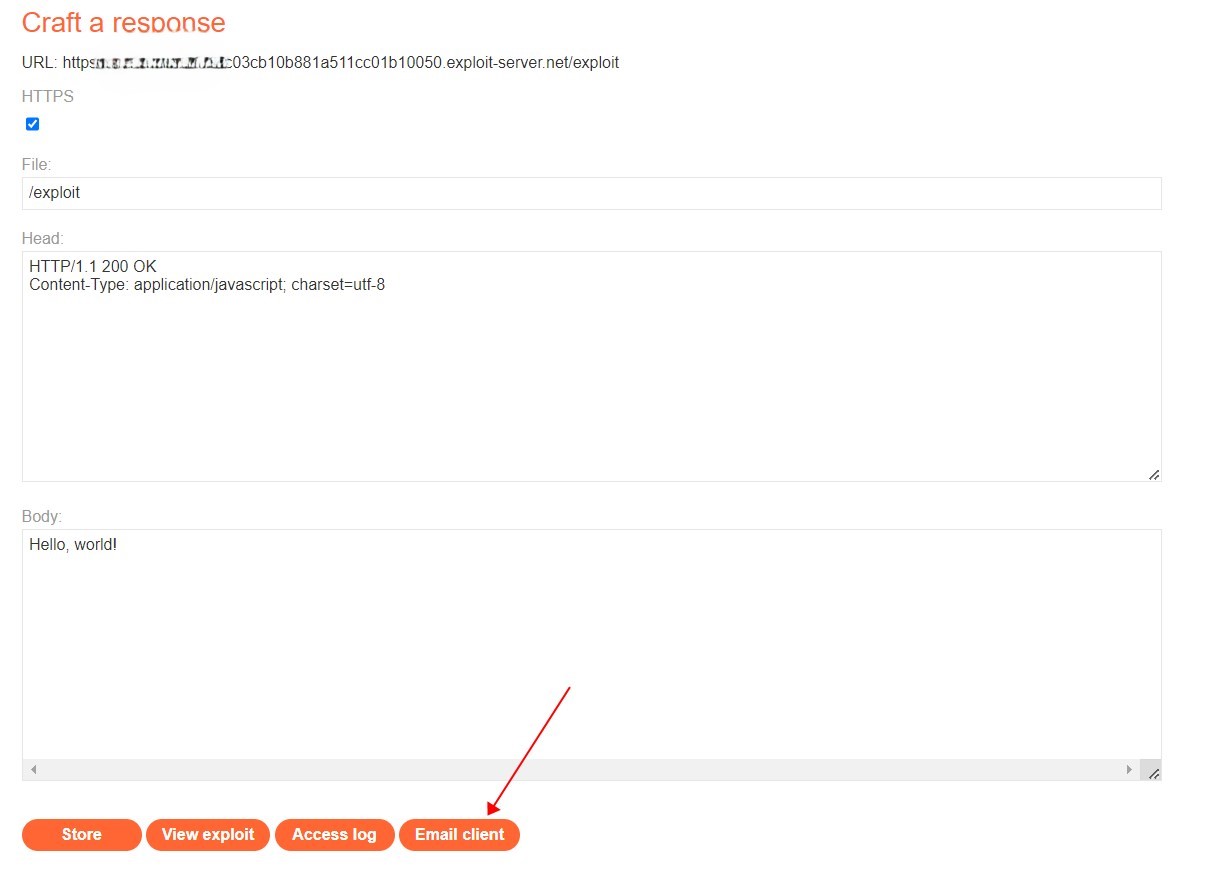 Craft a response
URL: https c03cb10b881a511cc01b10050.exploit-server.net/exploit
HTTPS
File:
/exploit
Head:
HTTP/1.1 200 OK
Content-Type: application/javascript; charset=utf-8
Body:
Hello, world!
Store View exploit Access log Email client